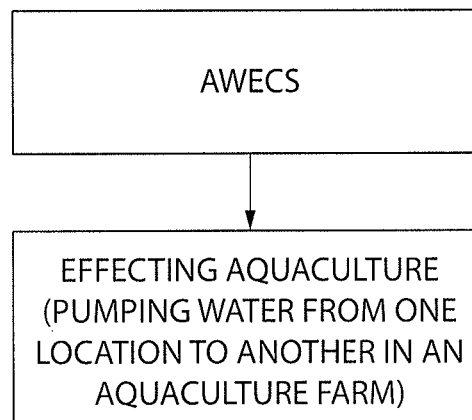 AWECS
EFFECTING AQUACULTURE
(PUMPING WATER FROM ONE
LOCATION TO ANOTHER IN AN
AQUACULTURE FARM)